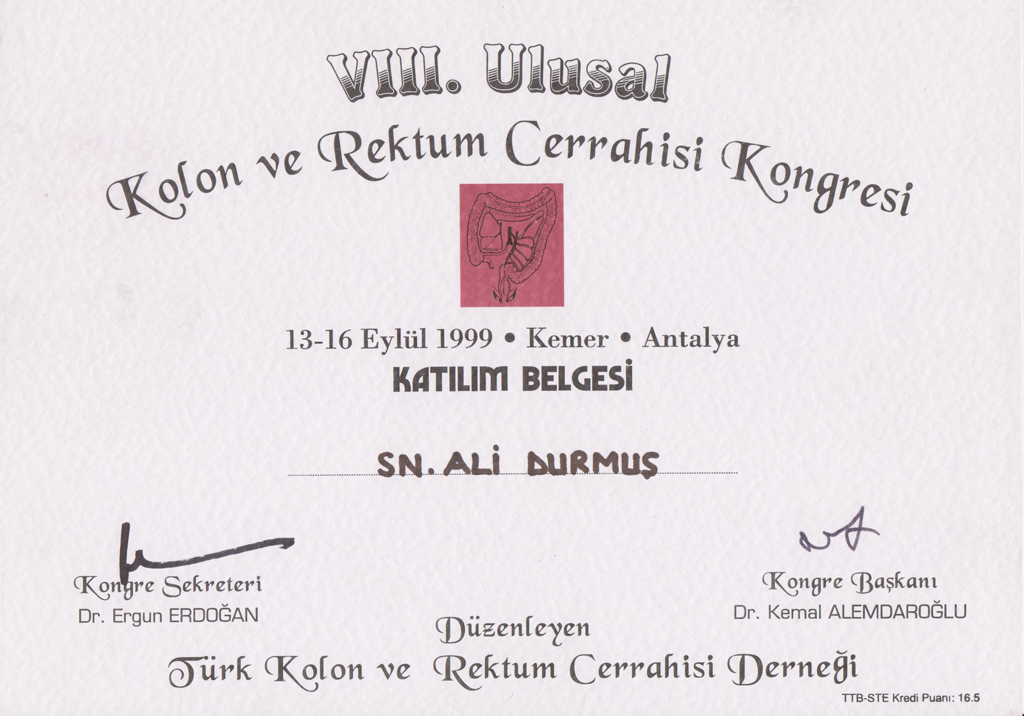 VIII. Ulusal
Kolon ve Rektum Cerrahisi Kongresi
13-16 Eylül 1999 • Kemer • Antalya
KATILIM BELGESİ
SN. ALİ DURMUŞ
Kongre Sekreteri
Dr. Ergun ERDOĞAN
Kongre Başkanı
Dr. Kemal ALEMDAROĞLU
Düzenleyen
Türk Kolon ve Rektum Cerrahisi Derneği
TTB-STE Kredi Puanı: 16.5